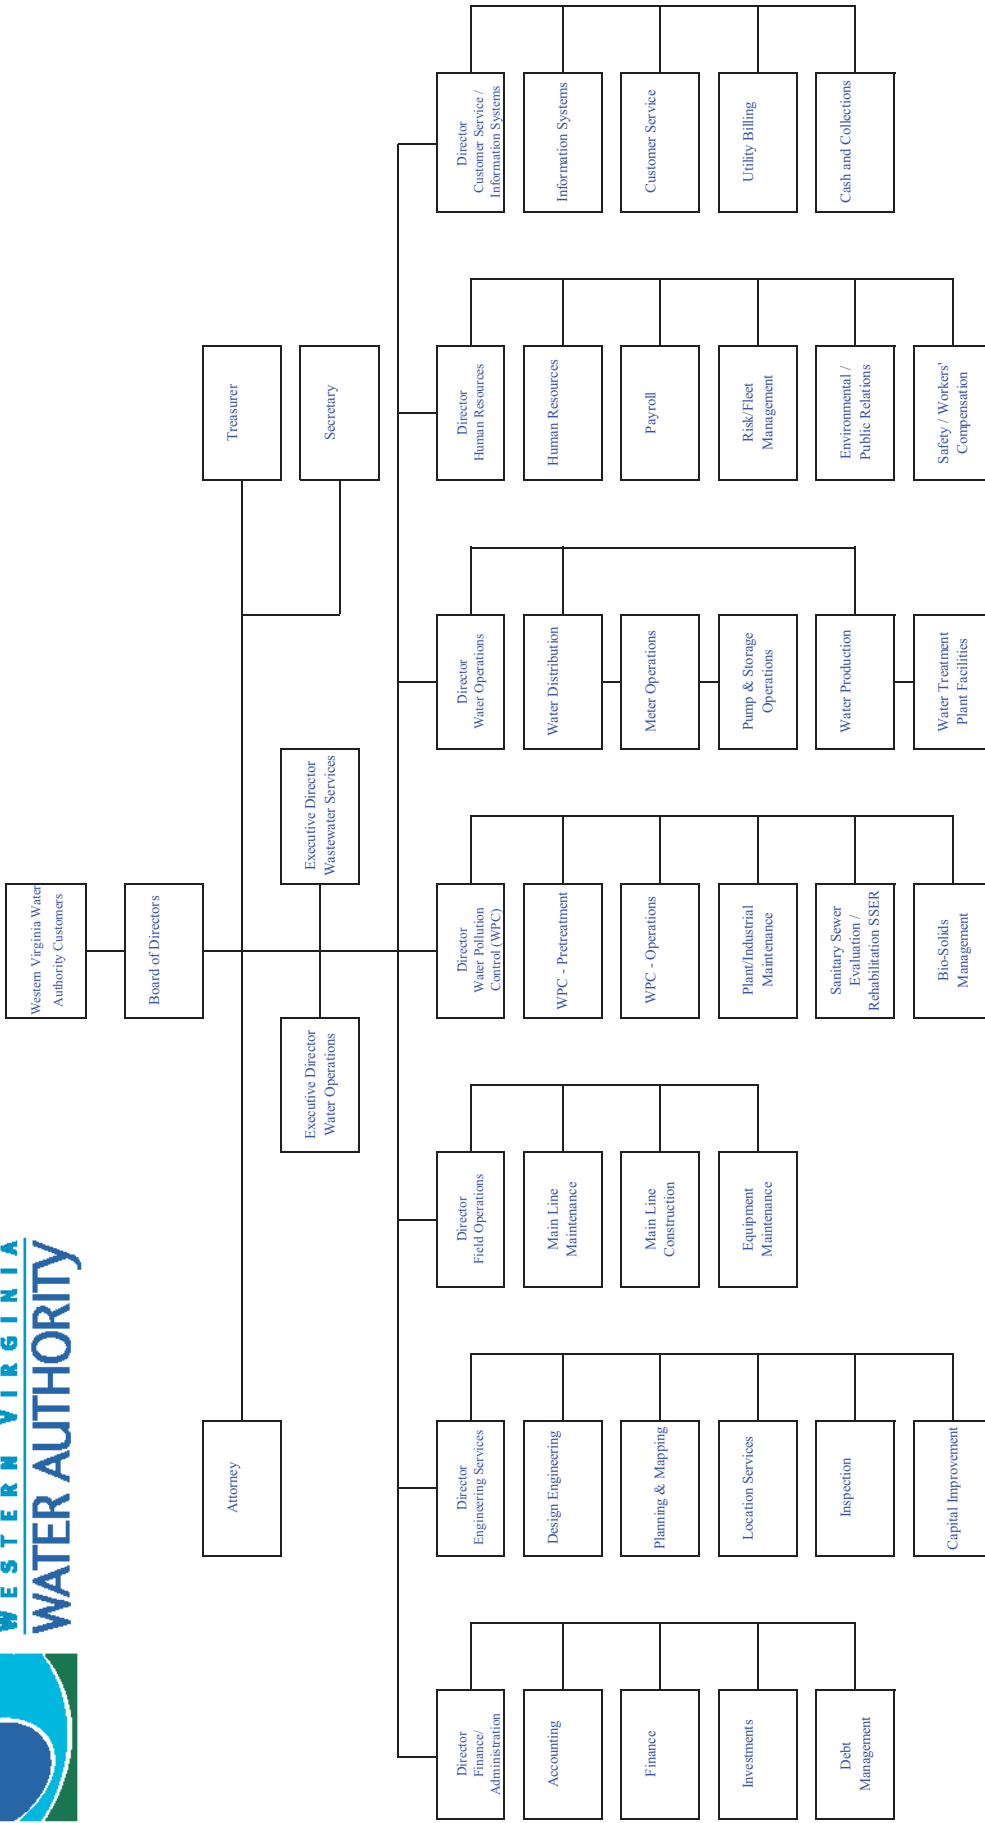 WESTERN VIRGINIA
WATER AUTHORITY
Western Virginia Water
Authority Customers
Board of Directors
Attorney
Treasurer
Secretary
Executive Director
Water Operations
Executive Director
Wastewater Services
Director
Finance/
Administration
Accounting
Finance
Investments
Debt
Management
Director
Engineering Services
Design Engineering
Planning & Mapping
Location Services
Inspection
Capital Improvement
Director
Field Operations
Main Line
Maintenance
Main Line
Construction
Equipment
Maintenance
Director
Water Pollution
Control (WPC)
WPC - Pretreatment
WPC - Operations
Plant/Industrial
Maintenance
Sanitary Sewer
Evaluation /
Rehabilitation SSER
Bio-Solids
Management
Director
Water Operations
Water Distribution
Meter Operations
Pump & Storage
Operations
Water Production
Water Treatment
Plant Facilities
Director
Human Resources
Human Resources
Payroll
Risk/Fleet
Management
Environmental /
Public Relations
Safety / Workers'
Compensation
Director
Customer Service /
Information Systems
Information Systems
Customer Service
Utility Billing
Cash and Collections